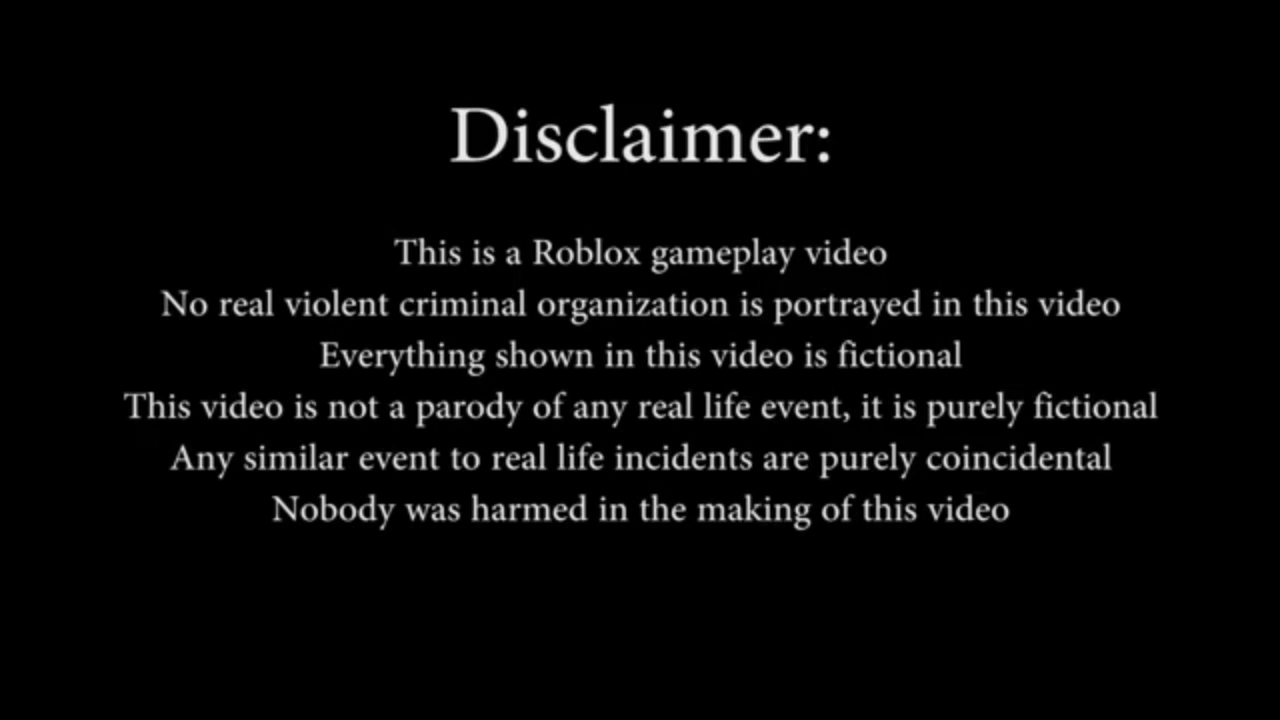 Disclaimer:
This is a Roblox gameplay video
No real violent criminal organization is portrayed in this video
Everything shown in this video is fictional
This video is not a parody of any real life event, it is purely fictional
Any similar event to real life incidents are purely coincidental
Nobody was harmed in the making of this video